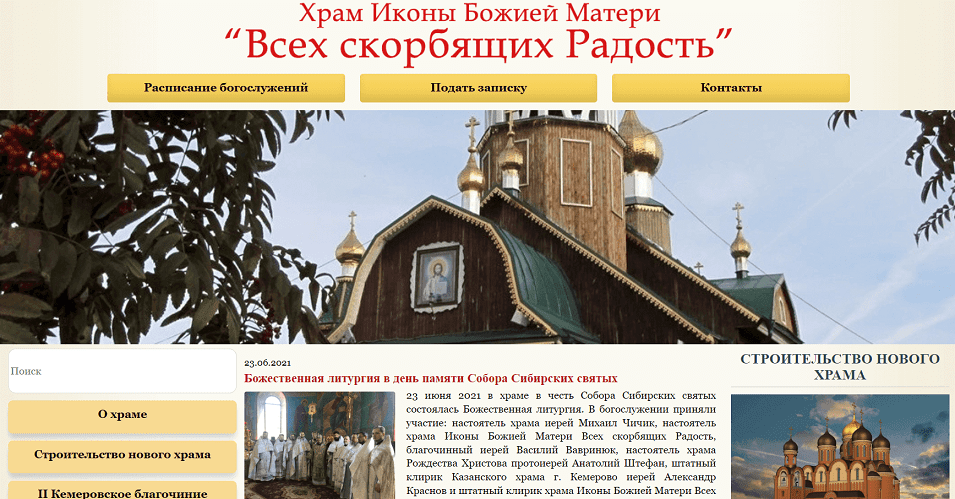 Храм Иконы Божией Матери
“Всех скорбящих Радость”
Расписание богослужений
Подать записку
Контакты
Поиск
О храме
Строительство нового храма
II Кемеровское благочиние
23.06.2021
Божественная литургия в день памяти Собора Сибирских святых
23 июня 2021 в храме в честь Собора Сибирских святых
состоялась Божественная литургия. В богослужении приняли
участие: настоятель храма иерей Михаил Чичик, настоятель
храма Иконы Божией Матери Всех скорбящих Радость,
благочинный иерей Василий Вавринюк, настоятель храма
Рождества Христова протоиерей Анатолий Штефан, штатный
клирик Казанского храма г. Кемерово иерей Александр
Краснов и штатный клирик храма Иконы Божией Матери Всех
СТРОИТЕЛЬСТВО НОВОГО
ХРАМА